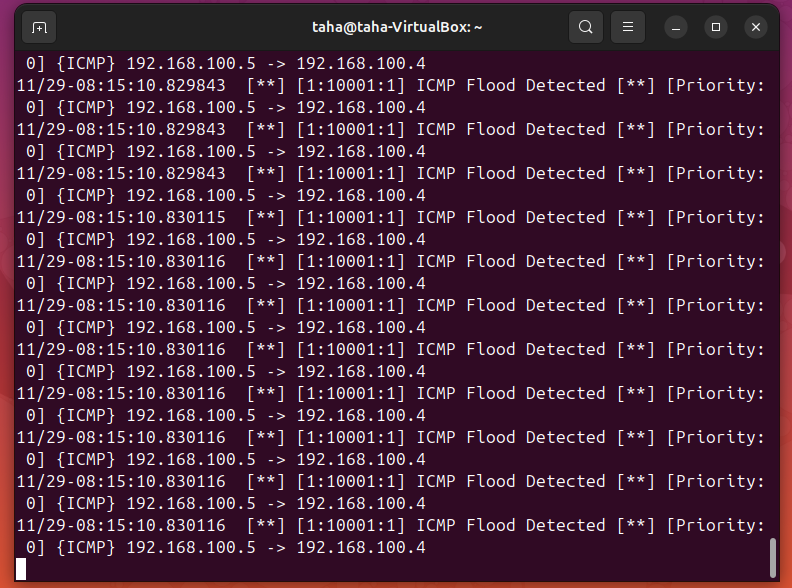 taha@taha-VirtualBox: ~
0] {ICMP} 192.168.100.5 -> 192.168.100.4
11/29-08:15:10.829843  [**] [1:10001:1] ICMP Flood Detected [**] [Priority:
0] {ICMP} 192.168.100.5 -> 192.168.100.4
11/29-08:15:10.829843  [**] [1:10001:1] ICMP Flood Detected [**] [Priority:
0] {ICMP} 192.168.100.5 -> 192.168.100.4
11/29-08:15:10.829843  [**] [1:10001:1] ICMP Flood Detected [**] [Priority:
0] {ICMP} 192.168.100.5 -> 192.168.100.4
11/29-08:15:10.830115  [**] [1:10001:1] ICMP Flood Detected [**] [Priority:
0] {ICMP} 192.168.100.5 -> 192.168.100.4
11/29-08:15:10.830116  [**] [1:10001:1] ICMP Flood Detected [**] [Priority:
0] {ICMP} 192.168.100.5 -> 192.168.100.4
11/29-08:15:10.830116  [**] [1:10001:1] ICMP Flood Detected [**] [Priority:
0] {ICMP} 192.168.100.5 -> 192.168.100.4
11/29-08:15:10.830116  [**] [1:10001:1] ICMP Flood Detected [**] [Priority:
0] {ICMP} 192.168.100.5 -> 192.168.100.4
11/29-08:15:10.830116  [**] [1:10001:1] ICMP Flood Detected [**] [Priority:
0] {ICMP} 192.168.100.5 -> 192.168.100.4
11/29-08:15:10.830116  [**] [1:10001:1] ICMP Flood Detected [**] [Priority:
0] {ICMP} 192.168.100.5 -> 192.168.100.4
11/29-08:15:10.830116  [**] [1:10001:1] ICMP Flood Detected [**] [Priority:
0] {ICMP} 192.168.100.5 -> 192.168.100.4
11/29-08:15:10.830116  [**] [1:10001:1] ICMP Flood Detected [**] [Priority:
0] {ICMP} 192.168.100.5 -> 192.168.100.4